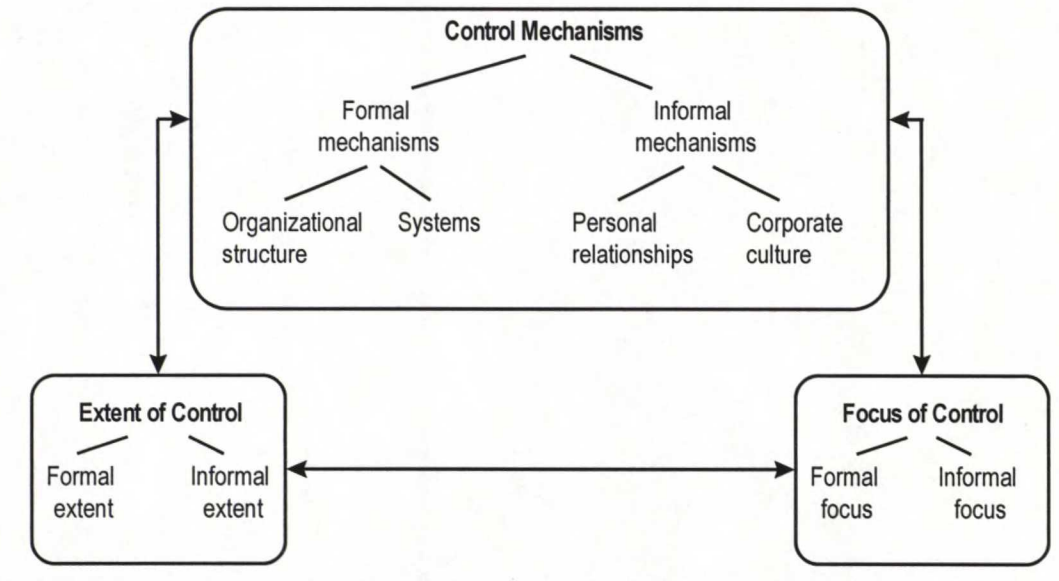 Control Mechanisms
Formal
mechanisms
Informal
mechanisms
Organizational
structure
Systems
Personal
relationships
Corporate
culture
Extent of Control
Formal
extent
Informal
extent
Focus of Control
Formal
focus
Informal
focus